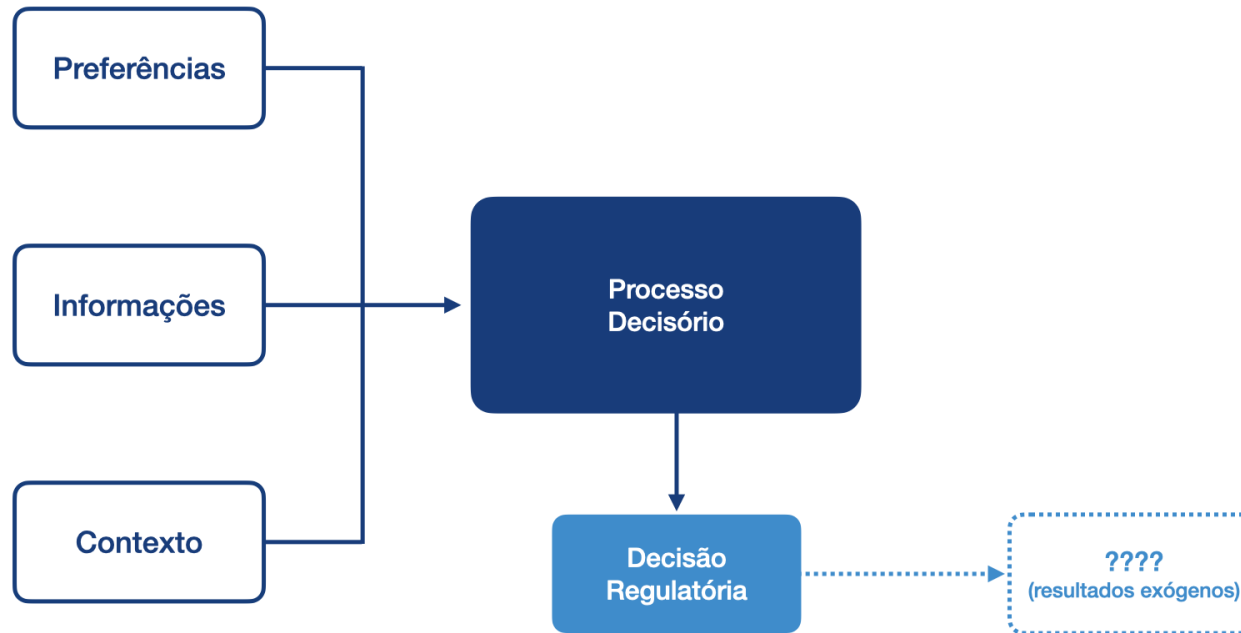 Preferências
Informações
Processo
Decisório
Contexto
Decisão
Regulatória
????
(resultados exógenos)